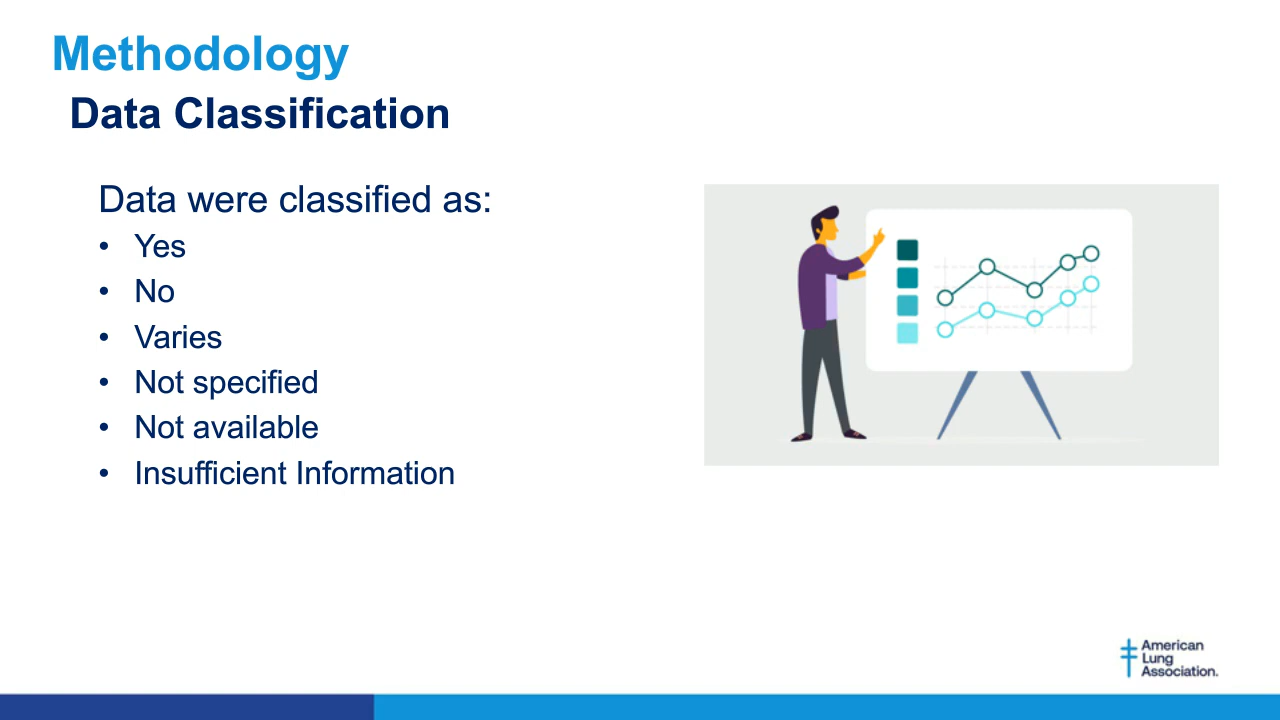 Methodology
Data Classification
Data were classified as:
• Yes
• No
• Varies
• Not specified
• Not available
• Insufficient Information
American
Lung
Association.